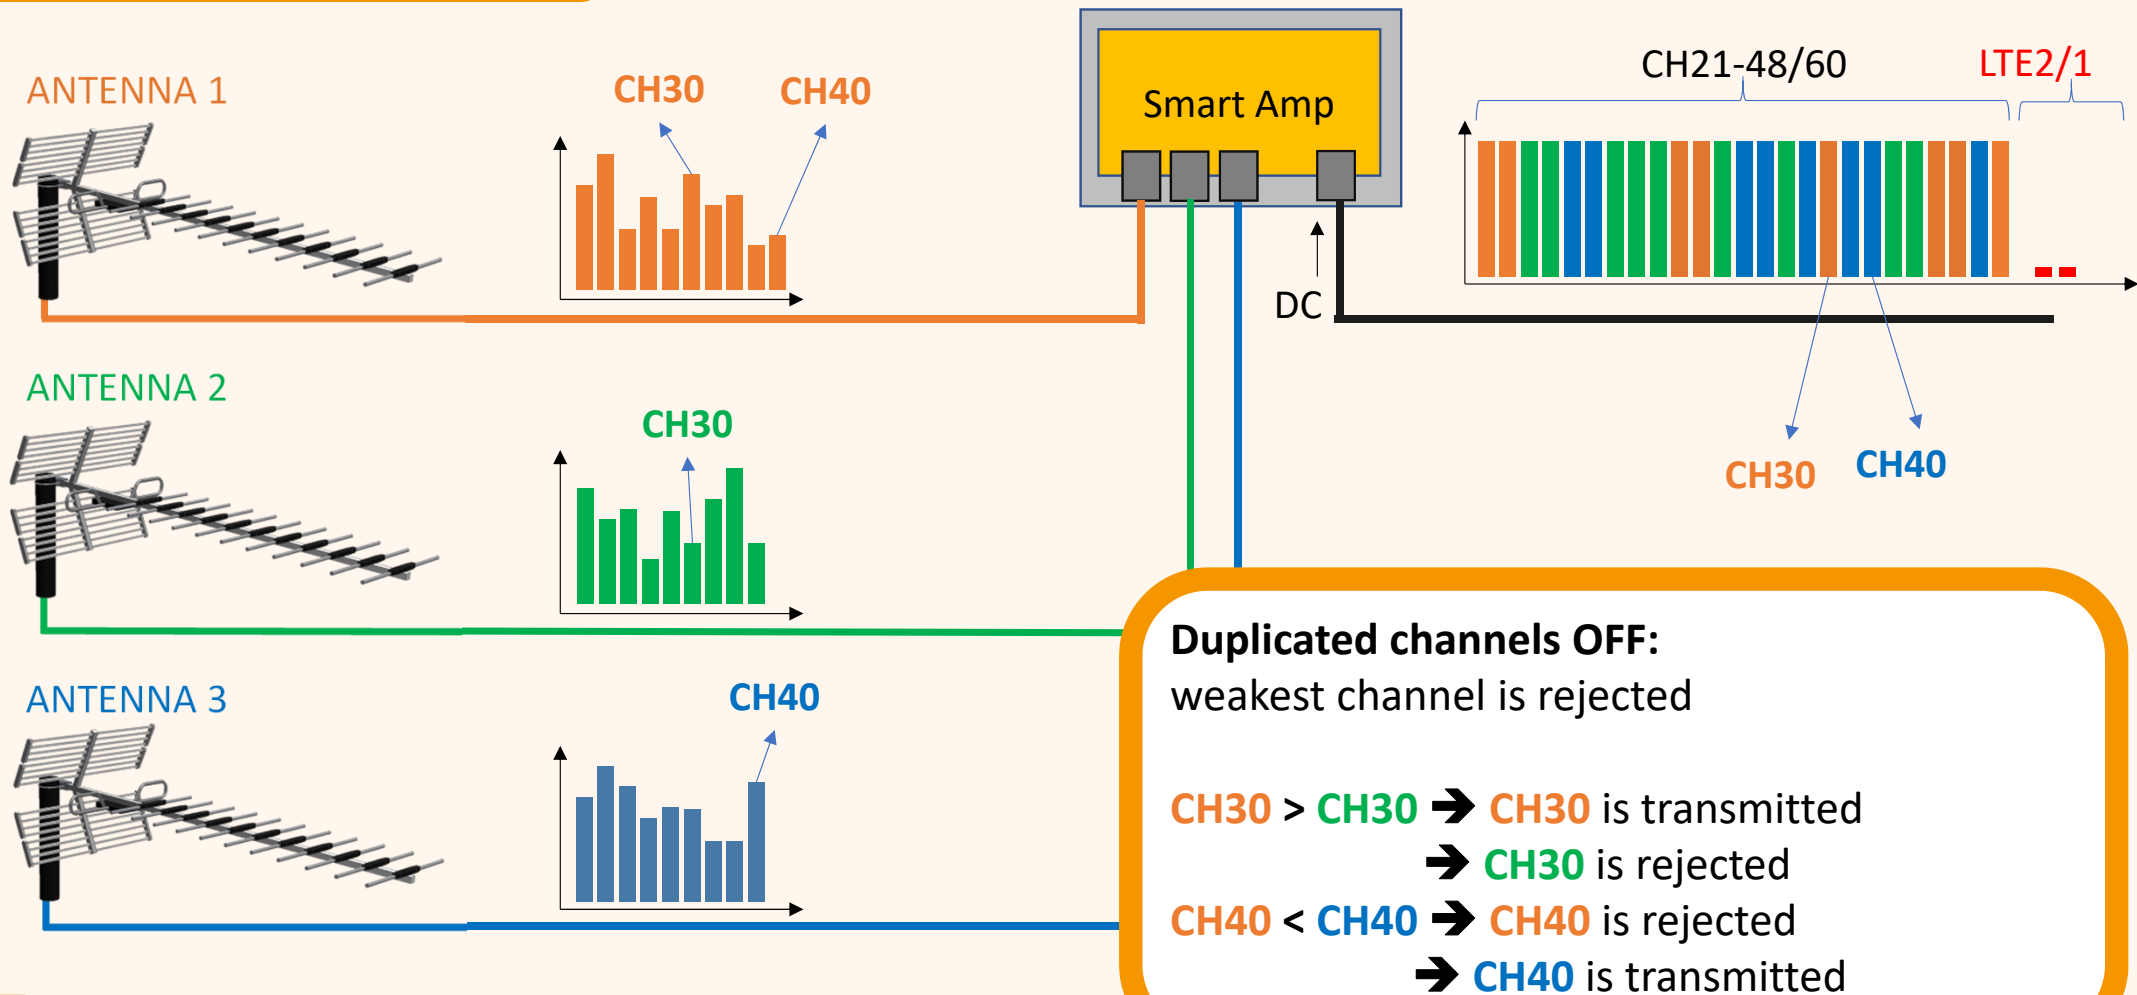 ANTENNA 1
CH30
CH40
Smart Amp
CH21-48/60
LTE2/1
DC
ANTENNA 2
CH30
CH30
CH40
ANTENNA 3
CH40
Duplicated channels OFF:
weakest channel is rejected
CH30 > CH30 ➔ CH30 is transmitted
➔ CH30 is rejected
CH40 < CH40 ➔ CH40 is rejected
➔ CH40 is transmitted